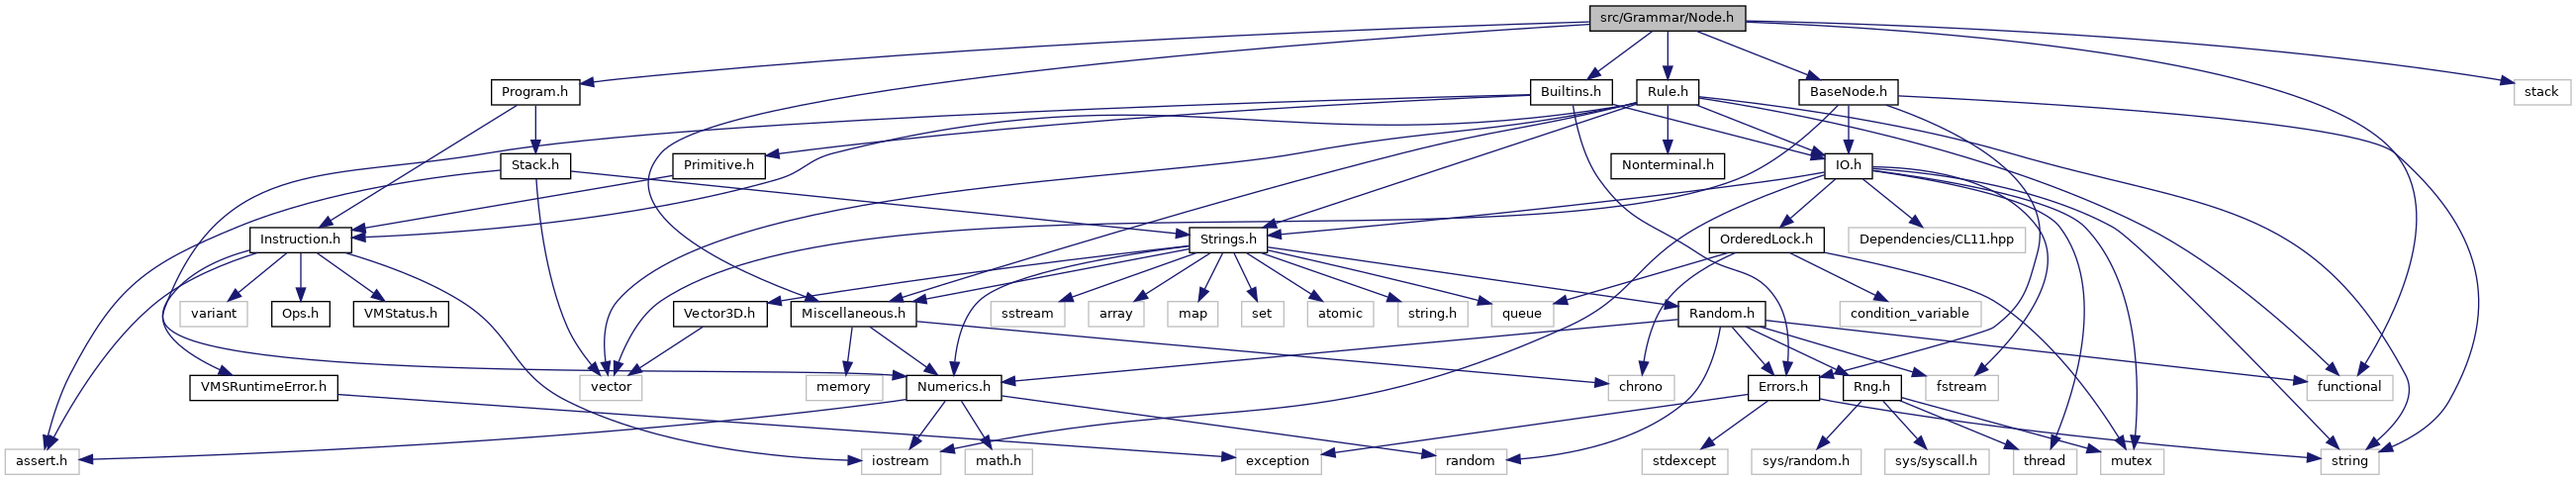 src/Grammar/Node.h
Program.h
Builtins.h
Rule.h
BaseNode.h
stack
Stack.h
Primitive.h
Nonterminal.h
IO.h
Instruction.h
Strings.h
OrderedLock.h
Dependencies/CL11.hpp
variant
Ops.h
VMStatus.h
Vector3D.h
Miscellaneous.h
sstream
array
map
set
atomic
string.h
queue
Random.h
condition_variable
VMSRuntimeError.h
vector
memory
Numerics.h
chrono
Errors.h
Rng.h
fstream
functional
assert.h
iostream
math.h
exception
random
stdexcept
sys/random.h
sys/syscall.h
thread
mutex
string